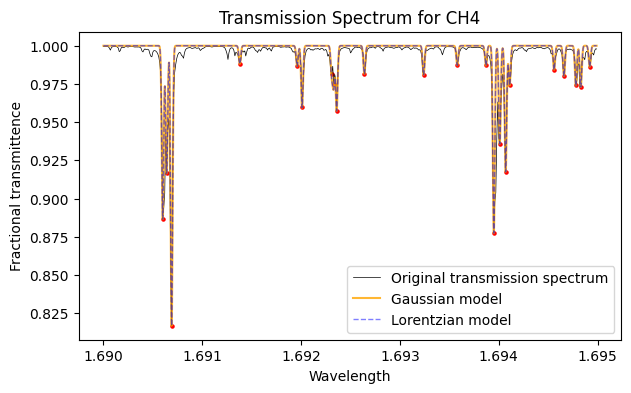 Transmission Spectrum for CH4
Fractional transmittence
1.000
0.975
0.950
0.925
0.900
0.875
0.850
0.825
Original transmission spectrum
Gaussian model
Lorentzian model
1.690 1.691 1.692 1.693 1.694 1.695
Wavelength